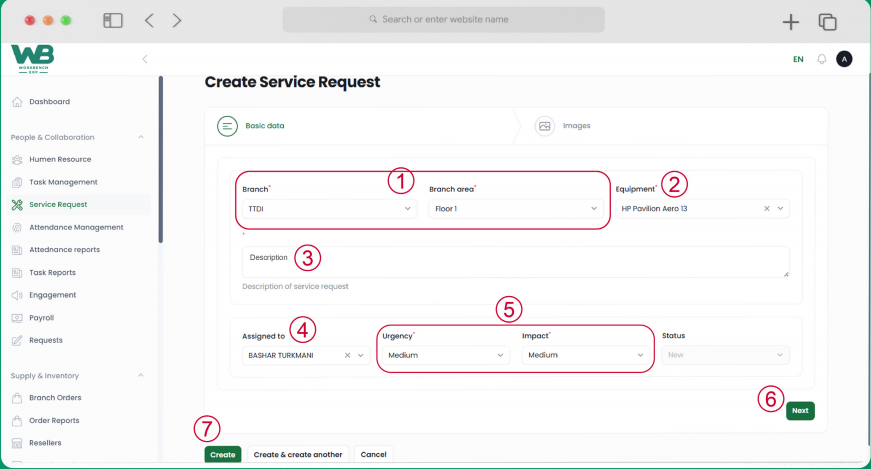 Search or enter website name
WB
WORKBENCH
ERP
EN
A
Create Service Request
Dashboard
Basic data
Images
People & Collaboration
Humen Resource
Task Management
Service Request
Attendance Management
Attednance reports
Task Reports
Engagement
Payroll
Requests
Supply & Inventory
Branch Orders
Order Reports
Resellers
1
Branch*
Branch area*
Equipment*
2
TTDI
Floor 1
HP Pavilion Aero 13
*
Description
3
Description of service request
5
Assigned to
4
Urgency*
Impact*
Status
BASHAR TURKMANI
Medium
Medium
New
6
Next
7
Create
Create & create another
Cancel